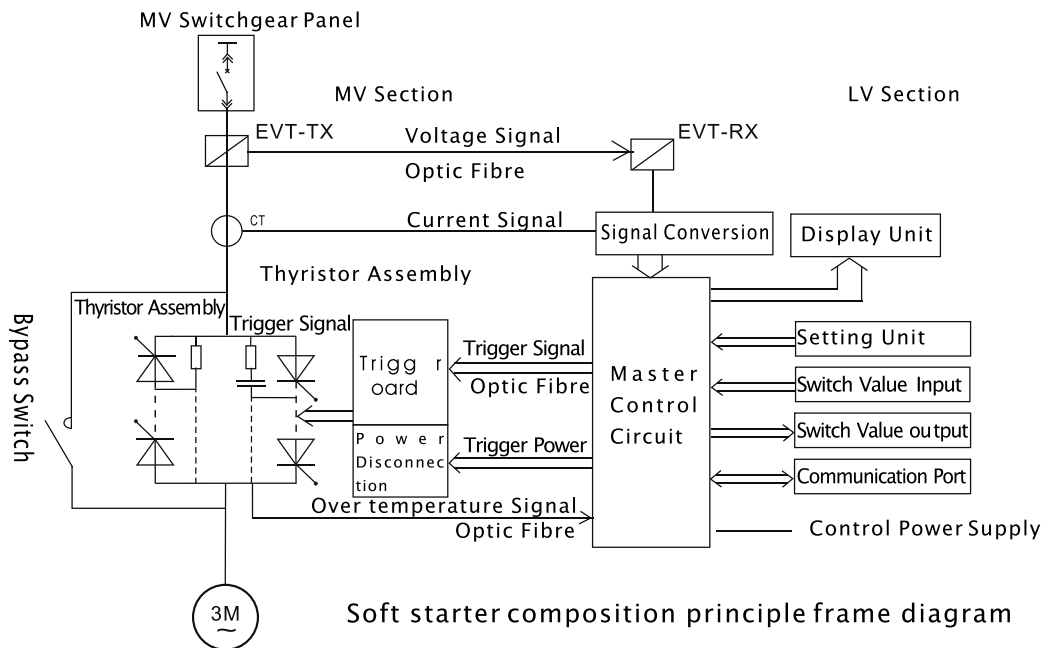 MV Switchgear Panel
MV Section
LV Section
EVT-TX
Voltage Signal
Optic Fibre
EVT-RX
CT
Current Signal
Signal Conversion
Display Unit
Thyristor Assembly
Thyristor Assembly
Trigger Signal
Bypass Switch
Trigg r
oard
Trigger Signal
Optic Fibre
Master
Control
Circuit
Setting Unit
Switch Value Input
Switch Value output
Communication Port
Power
Disconnec
tion
Trigger Power
Over temperature Signal
Optic Fibre
Control Power Supply
3M
~
Soft starter composition principle frame diagram